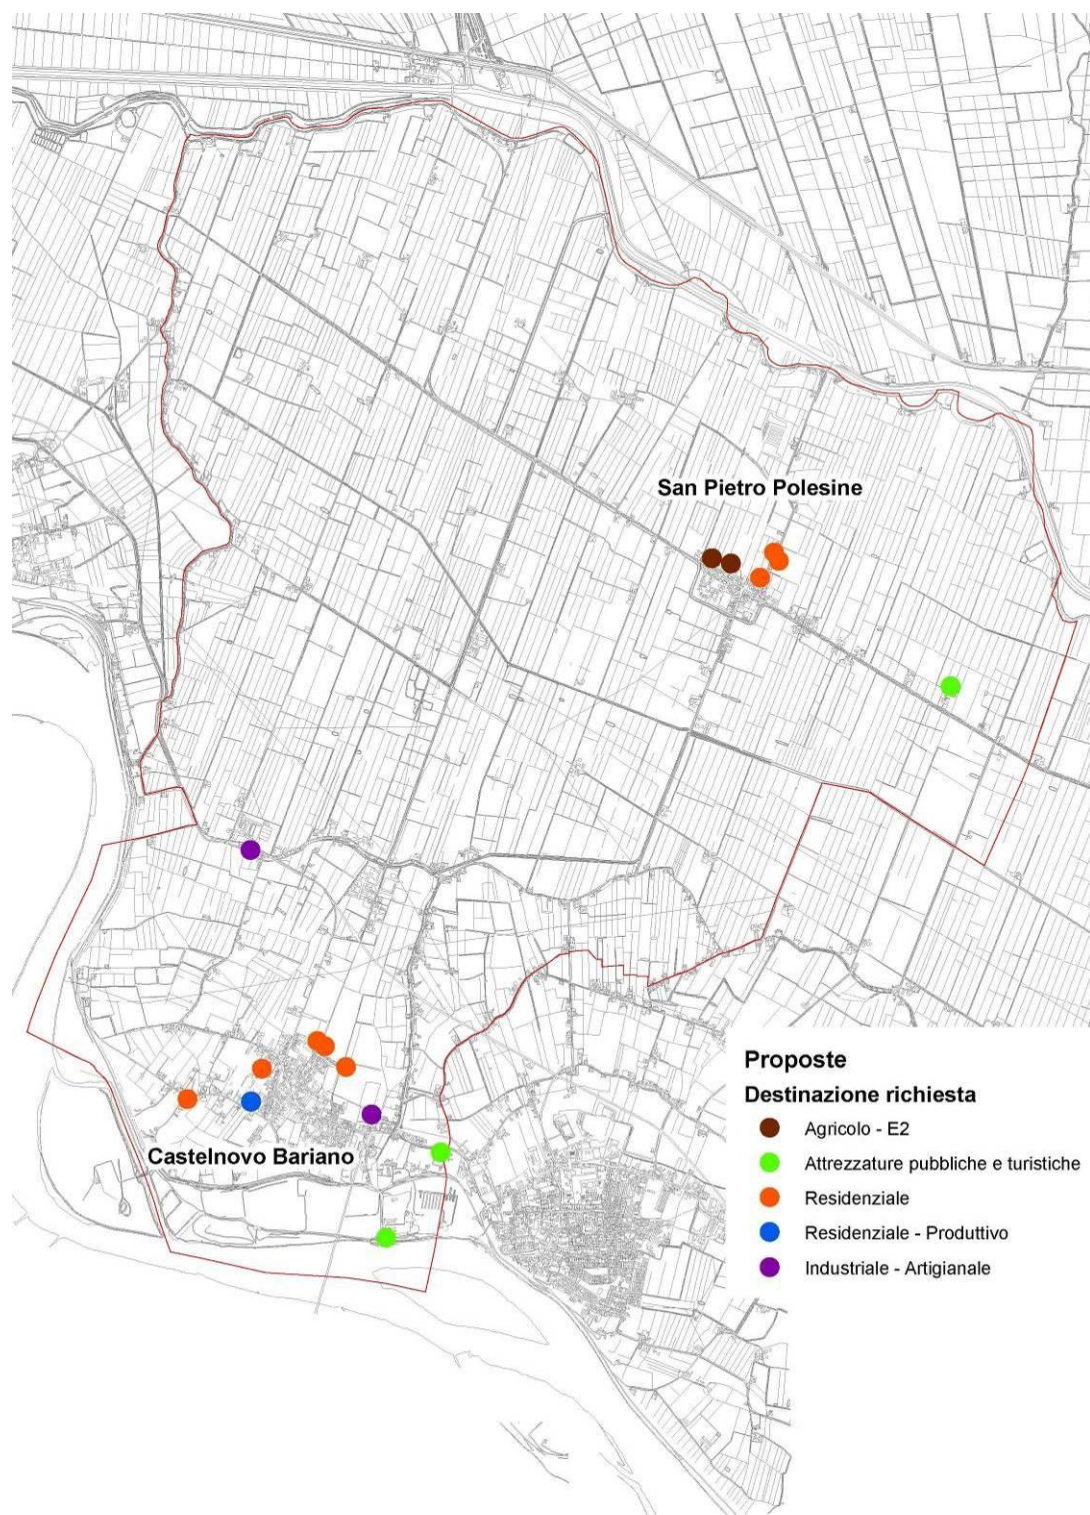 San Pietro Polesine
Castelnovo Bariano
Proposte
Destinazione richiesta
Agricolo - E2
Attrezzature pubbliche e turistiche
Residenziale
Residenziale - Produttivo
Industriale - Artigianale